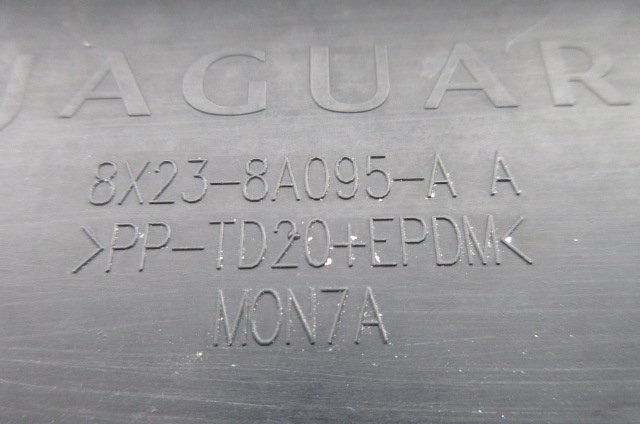 JAGUAR
8X23-8A095-A A
>PP-TD20+EPDM<
MON7A